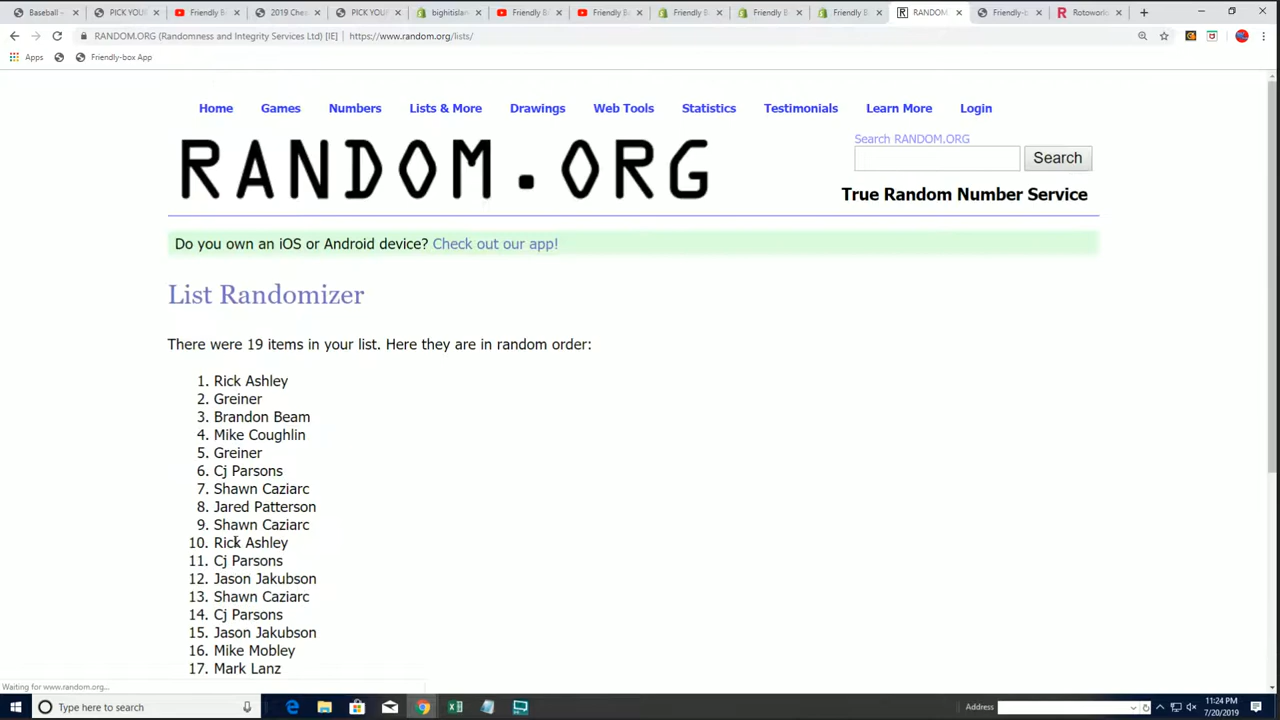 Baseball -
PICK YOUR
Friendly B
2019 Ches
PICK YOUR
bighitislan
Friendly B
Friendly B
Friendly B
Friendly B
Friendly B
RANDOM
Friendly-b
Rotoworld
RANDOM.ORG (Randomness and Integrity Services Ltd) [IE] | https://www.random.org/lists/
Apps
Friendly-box App
Home Games Numbers Lists & More Drawings Web Tools Statistics Testimonials Learn More Login
RANDOM.ORG
Search RANDOM.ORG
Search
True Random Number Service
Do you own an iOS or Android device? Check out our app!
List Randomizer
There were 19 items in your list. Here they are in random order:
1. Rick Ashley
2. Greiner
3. Brandon Beam
4. Mike Coughlin
5. Greiner
6. Cj Parsons
7. Shawn Caziarc
8. Jared Patterson
9. Shawn Caziarc
10. Rick Ashley
11. Cj Parsons
12. Jason Jakubson
13. Shawn Caziarc
14. Cj Parsons
15. Jason Jakubson
16. Mike Mobley
17. Mark Lanz
Waiting for www.random.org...
Type here to search
Address
11:24 PM
7/20/2019